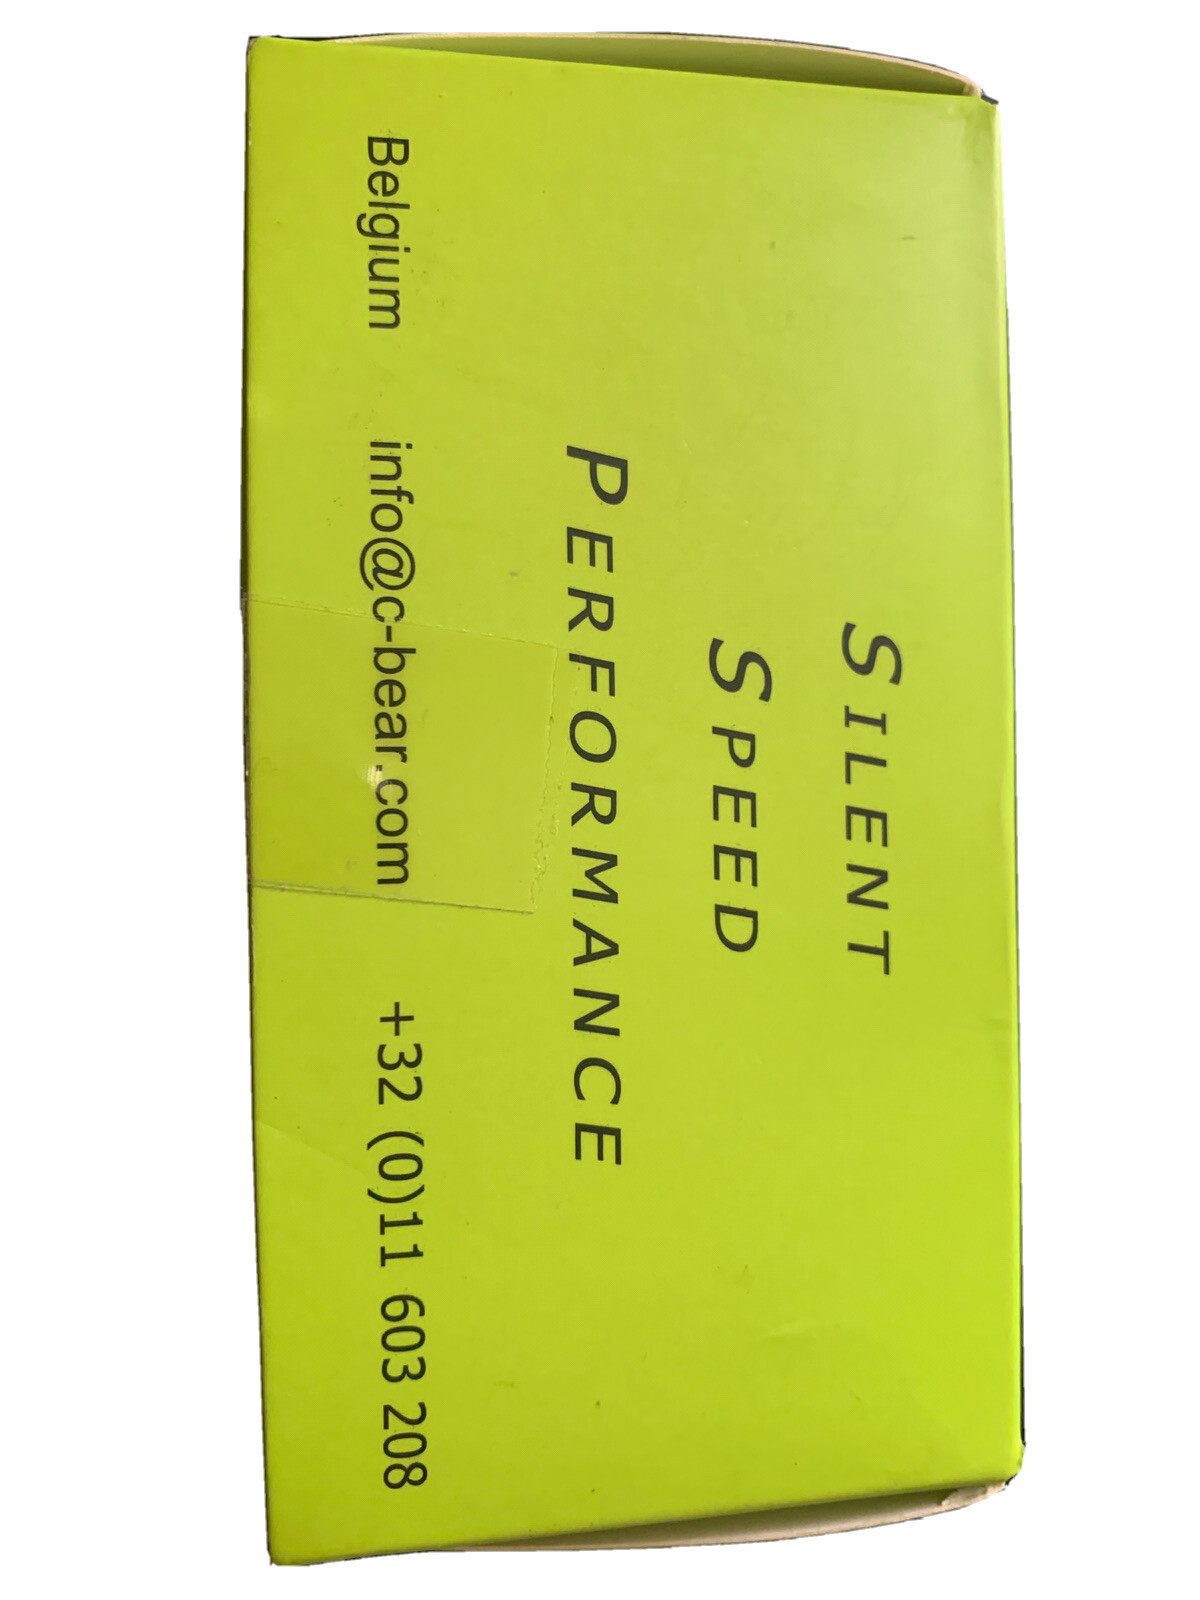 SILENT
SPEED
PERFORMANCE
Belgium info@c-bear.com +32 (0)11 603 208